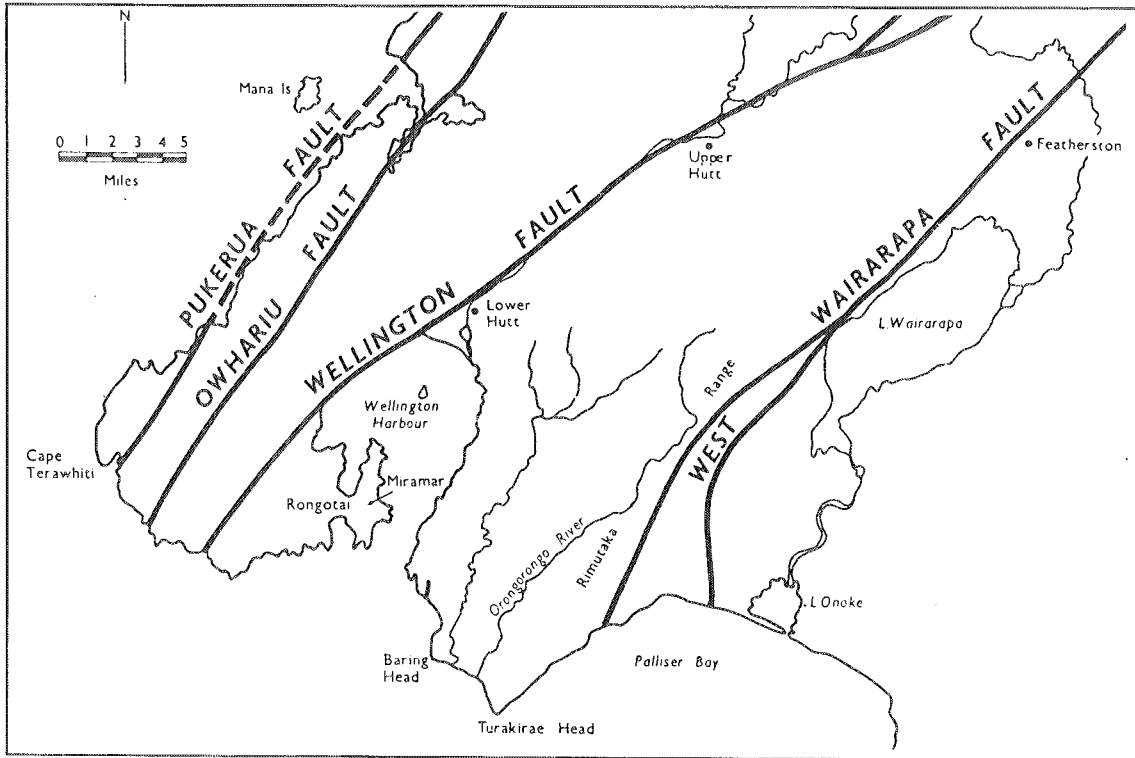 N
Mana Is
0 1 2 3 4 5
Miles
PUKERUA FAULT
OWHARIU FAULT
WELLINGTON FAULT
WEST WAIRARAPA FAULT
Upper
Hutt
Featherston
Lower
Hutt
L.Wairarapa
Range
Wellington
Harbour
Cape
Terawhiti
Miramar
Rongotai
Orongorongo River
Rimutaka
L Onoke
Baring
Head
Palliser Bay
Turakirae Head